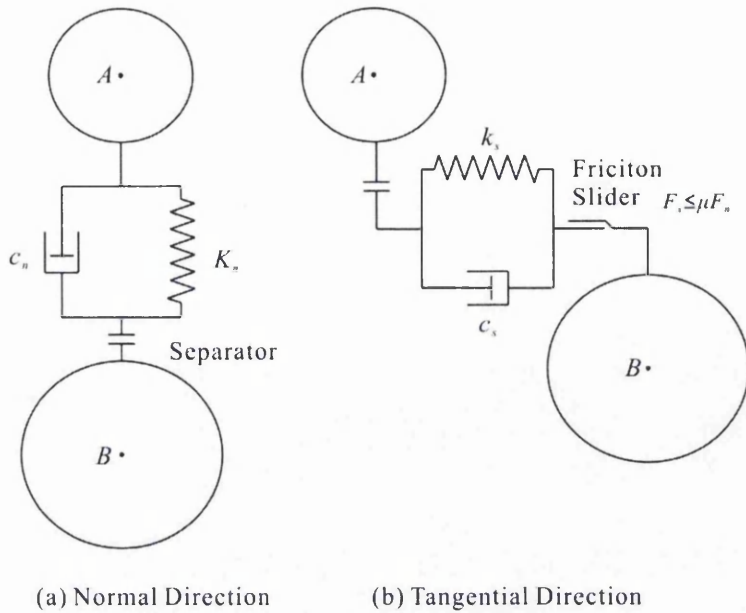 A
A
k_s
Friciton
Slider
F_s ≤ μF_n
c_n
K_n
c_s
Separator
B
B
(a) Normal Direction
(b) Tangential Direction